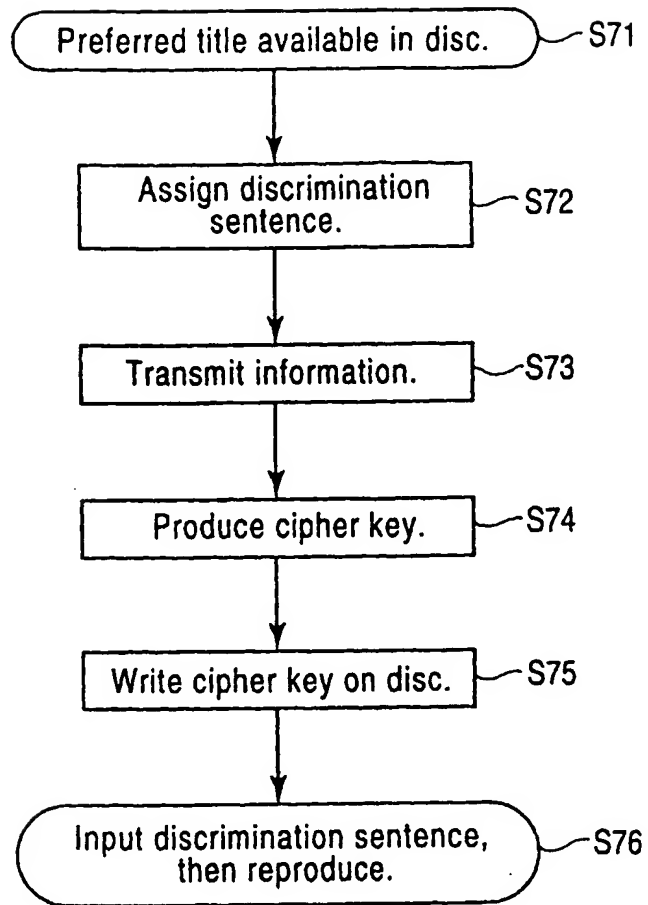 Preferred title available in disc. S71
Assign discrimination S72
sentence.
Transmit information. S73
Produce cipher key. S74
Write cipher key on disc. S75
Input discrimination sentence, S76
then reproduce.